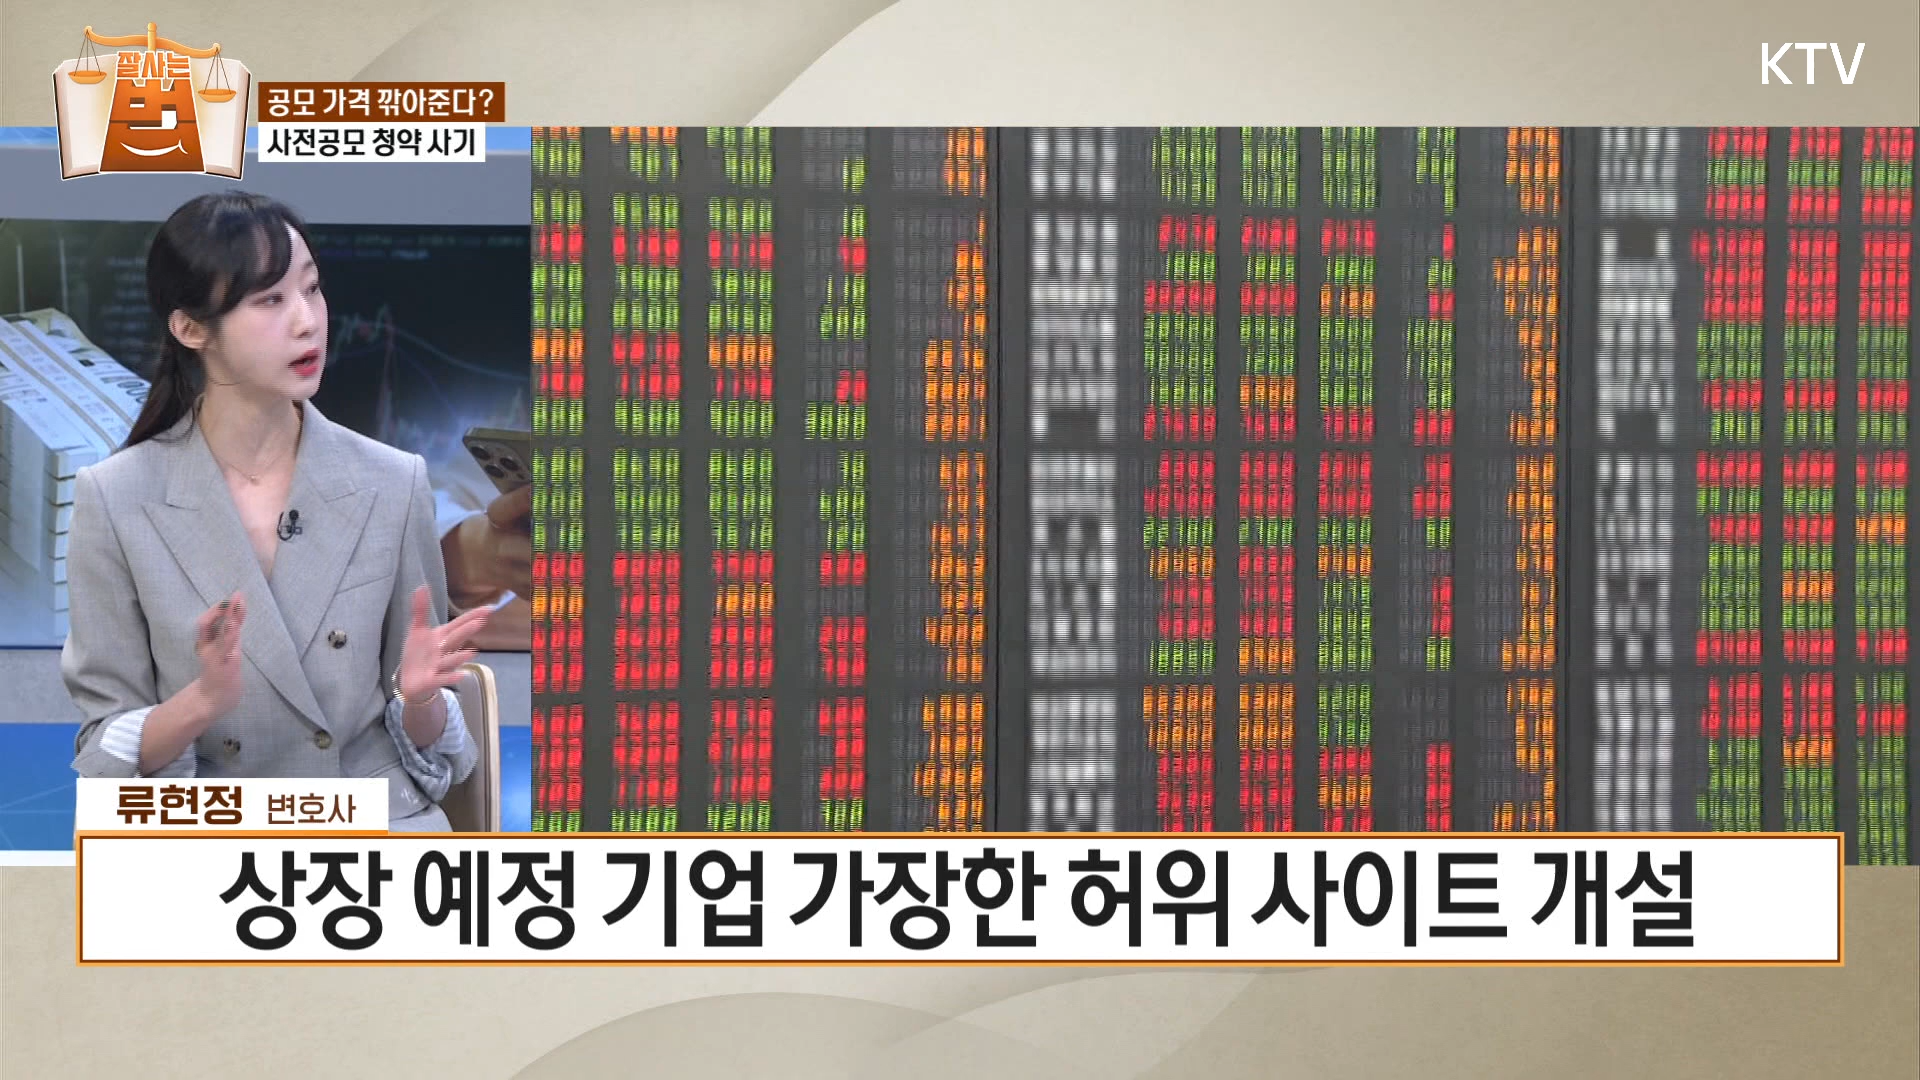 잘사는
법
공모 가격 깎아준다?
사전공모 청약 사기
KTV
류현정 변호사
상장 예정 기업 가장한 허위 사이트 개설